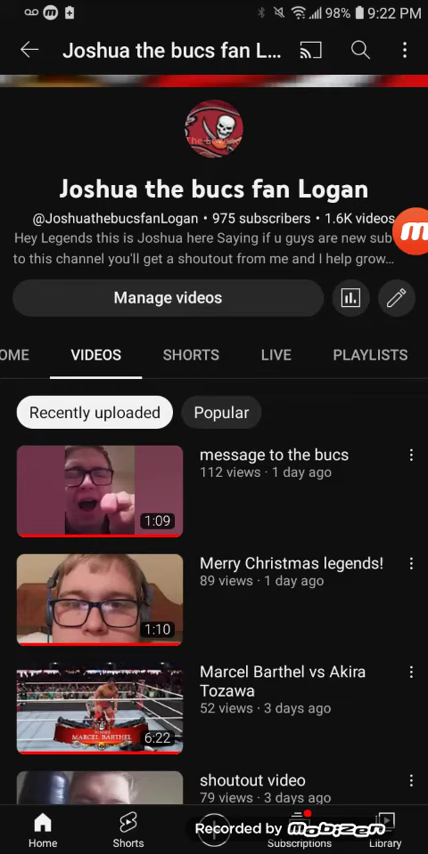 98% 9:22 PM
Joshua the bucs fan L...
Joshua the bucs fan Logan
@JoshuathebucsfanLogan • 975 subscribers • 1.6K videos
Hey Legends this is Joshua here Saying if u guys are new sub
to this channel you'll get a shoutout from me and I help grow...
Manage videos
OME VIDEOS SHORTS LIVE PLAYLISTS
Recently uploaded Popular
message to the bucs
112 views · 1 day ago
1:09
Merry Christmas legends!
89 views · 1 day ago
1:10
Marcel Barthel vs Akira
Tozawa
52 views · 3 days ago
MARCEL BARTHEL
6:22
shoutout video
79 views · 3 days ago
Recorded by MOBIZEN
Home Shorts Subscriptions Library